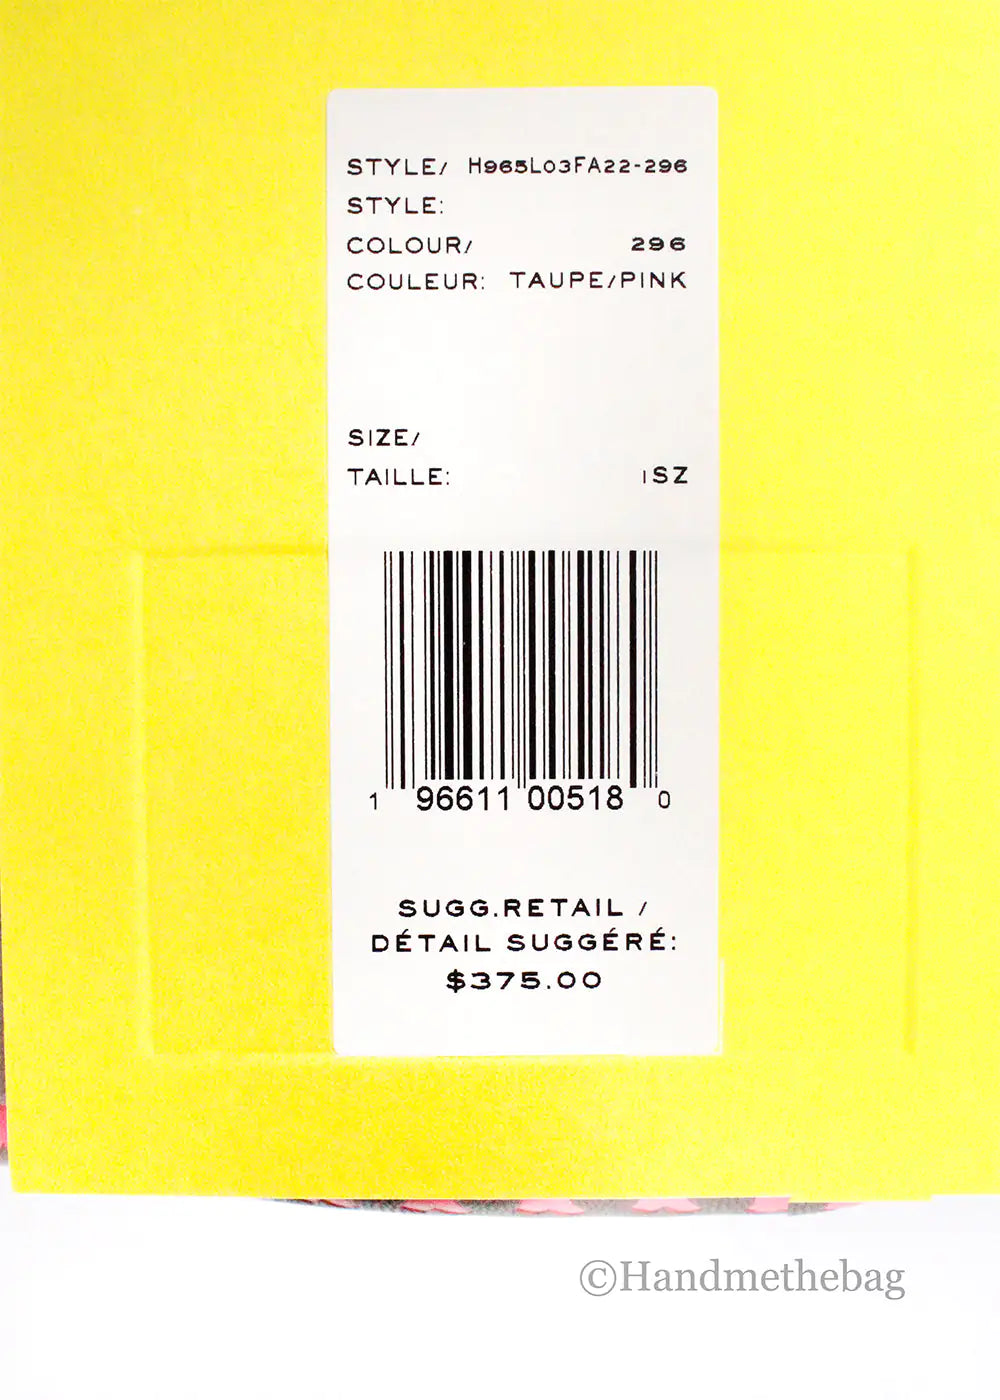 STYLE/ H965L03FA22-296
STYLE:
COLOUR/ 296
COULEUR: TAUPE/PINK
SIZE/
TAILLE: 1SZ
1 96611 00518 0
SUGG.RETAIL /
DÉTAIL SUGGÉRÉ:
$375.00
©Handmethebag